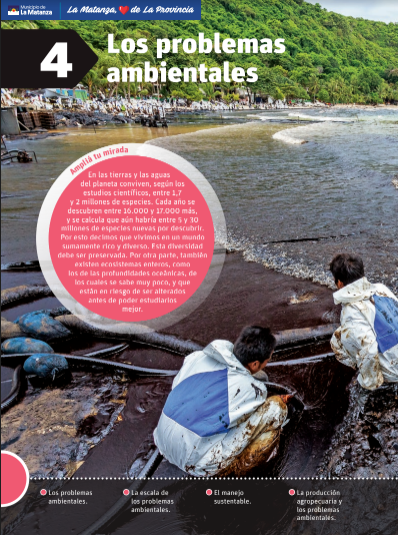 Municipio de
La Matanza
La Matanza, ❤ de La Provincia
4
Los problemas
ambientales
Ampliá tu mirada
En las tierras y las aguas
del planeta conviven, según los
estudios científicos, entre 1,7
y 2 millones de especies. Cada año se
descubren entre 16.000 y 17.000 más,
y se calcula que aún habría entre 5 y 30
millones de especies nuevas por descubrir.
Por esto decimos que vivimos en un mundo
sumamente rico y diverso. Esta diversidad
debe ser preservada. Por otra parte, también
existen ecosistemas enteros, como
los de las profundidades oceánicas, de
los cuales se sabe muy poco, y que
están en riesgo de ser alterados
antes de poder estudiarlos
mejor.
Los problemas
ambientales.
La escala de
los problemas
ambientales.
El manejo
sustentable.
La producción
agropecuaria y
los problemas
ambientales.